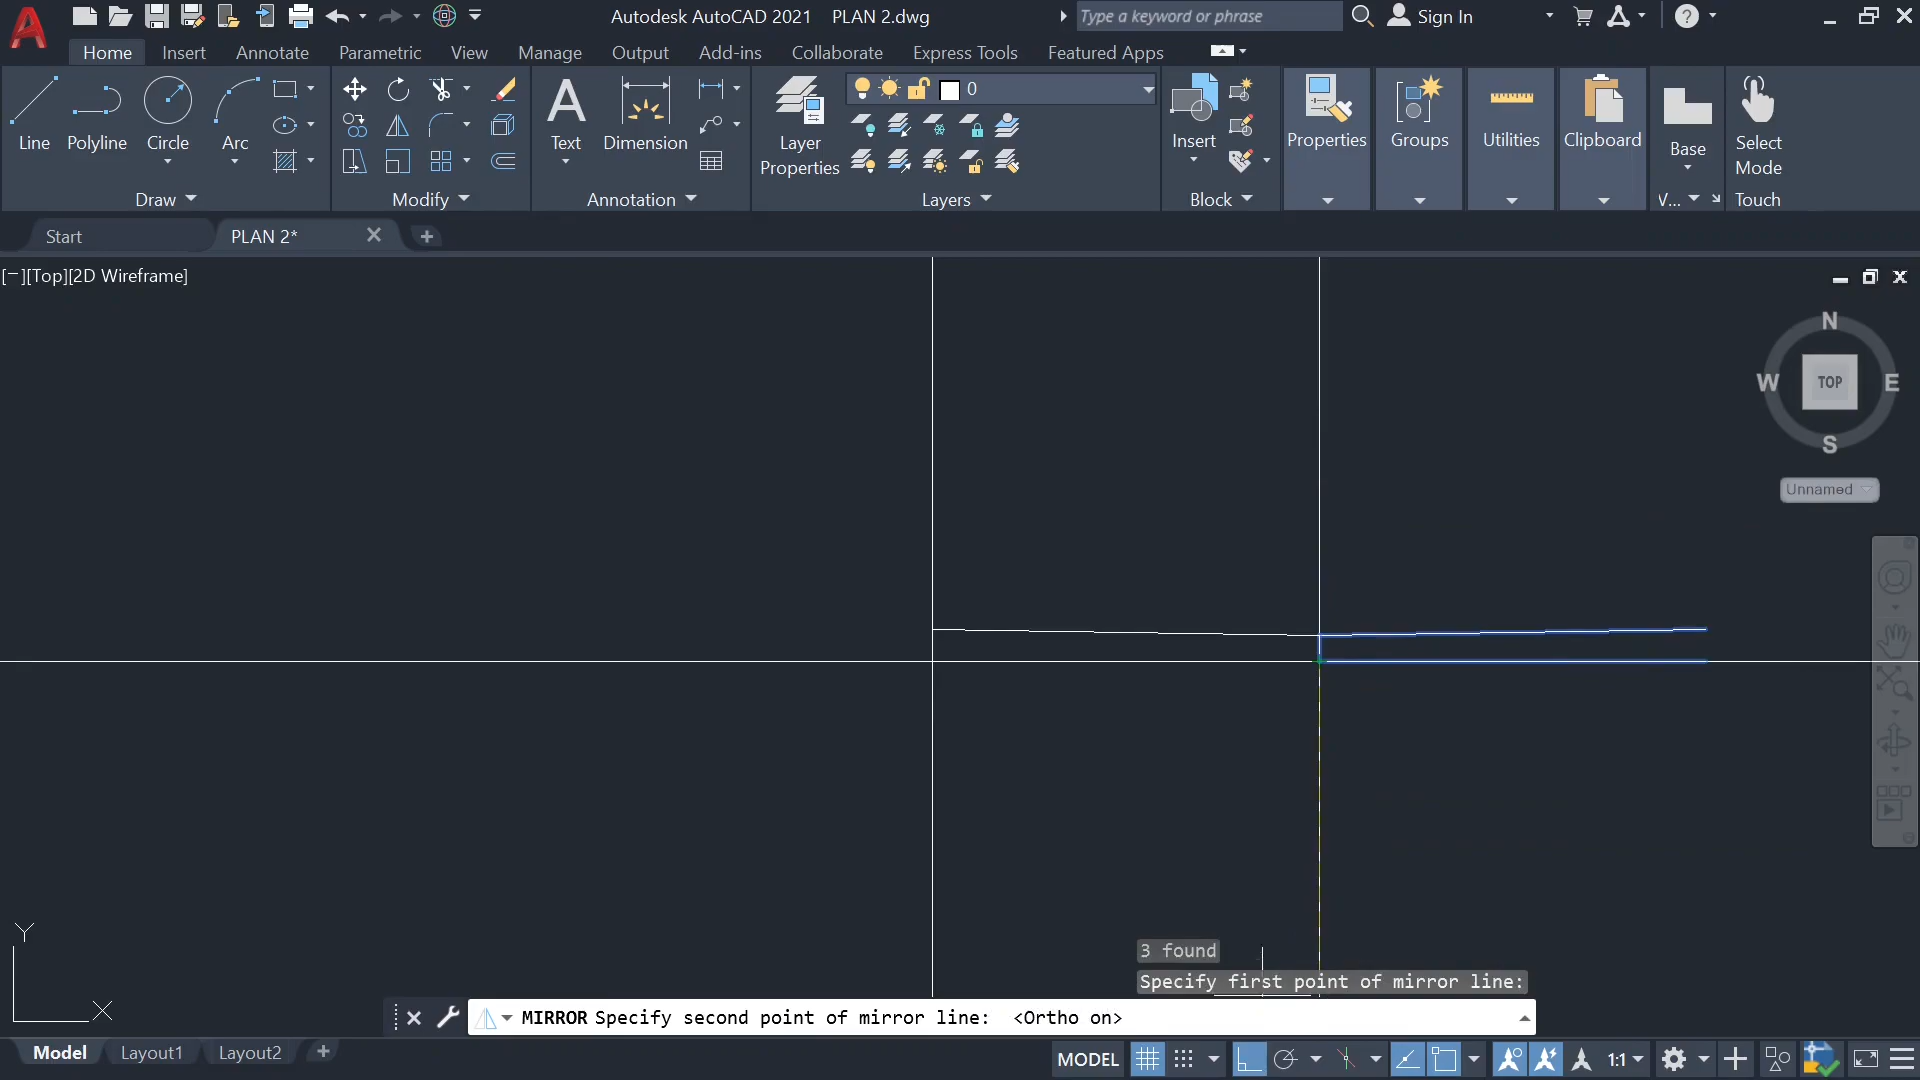 Autodesk AutoCAD 2021 PLAN 2.dwg
Type a keyword or phrase
Sign In
Home Insert Annotate Parametric View Manage Output Add-ins Collaborate Express Tools Featured Apps
Line Polyline Circle Arc
Text Dimension
Layer Properties
0
Insert Properties Groups Utilities Clipboard Base
Select Mode
Draw Modify Annotation Layers Block V... Touch
Start PLAN 2*
[−][Top][2D Wireframe]
N
W TOP E
S
Unnamed
Y
X
3 found
Specify first point of mirror line:
MIRROR Specify second point of mirror line: <Ortho on>
Model Layout1 Layout2
MODEL 1:1